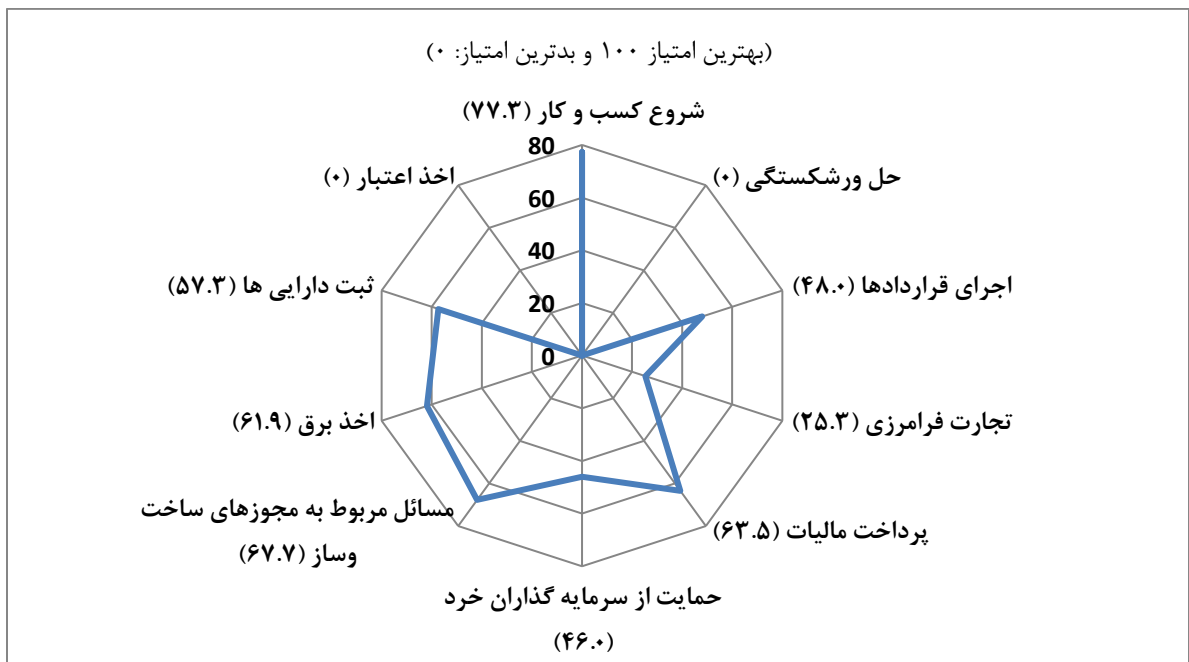 (بهترین امتیاز ۱۰۰ و بدترین امتیاز: ۰)
شروع کسب و کار (۷۷.۳)
حل ورشکستگی (۰)
اجرای قراردادها (۴۸.۰)
تجارت فرامرزی (۲۵.۳)
پرداخت مالیات (۶۳.۵)
حمایت از سرمایه گذاران خرد
(۴۶.۰)
مسائل مربوط به مجوزهای ساخت
وساز (۶۷.۷)
اخذ برق (۶۱.۹)
ثبت دارایی ها (۵۷.۳)
اخذ اعتبار (۰)
80
60
40
20
0